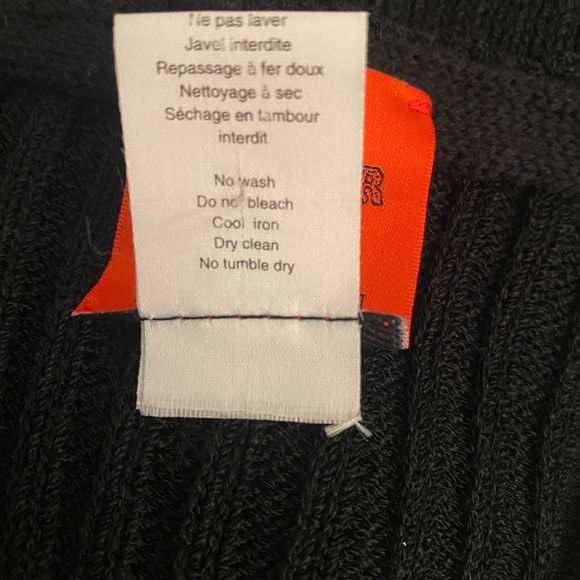 Ne pas laver
Javel interdite
Repassage à fer doux
Nettoyage à sec
Séchage en tambour
interdit
No wash
Do not bleach
Cool iron
Dry clean
No tumble dry
R